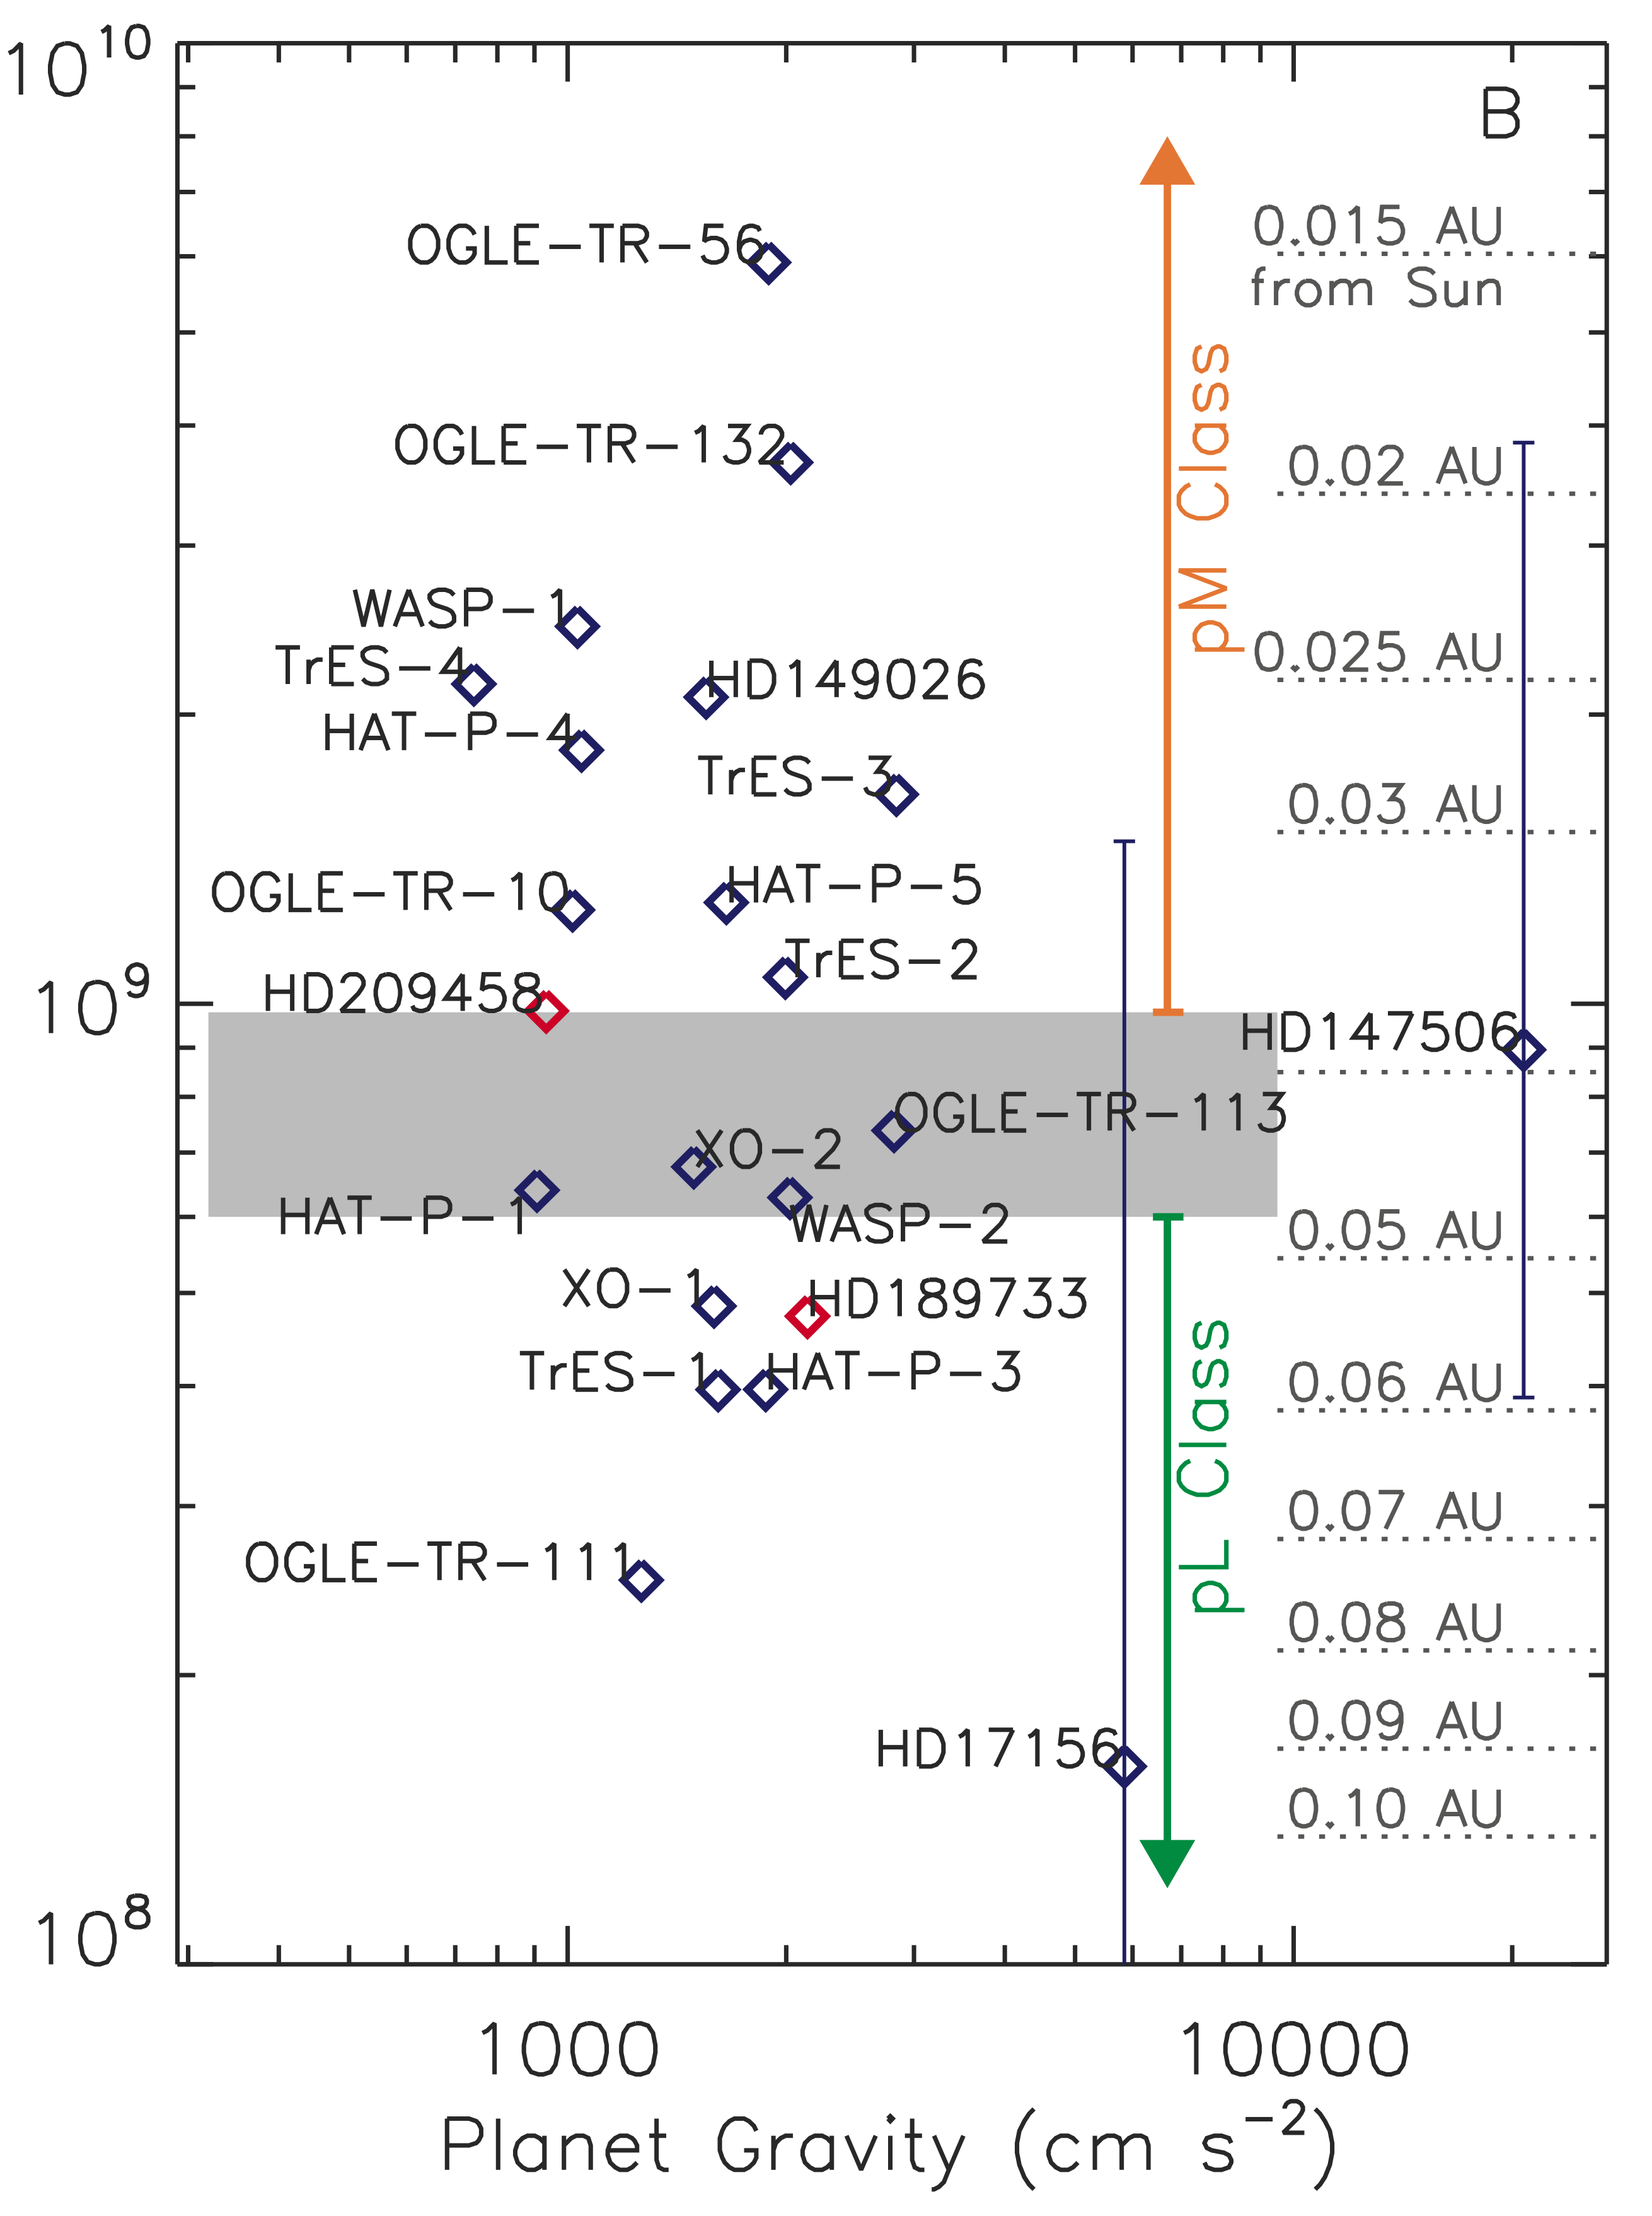 10^10
B
0.015 AU
OGLE-TR-56
from Sun
pM Class
OGLE-TR-132
0.02 AU
WASP-1
TrES-4
HD149026
0.025 AU
HAT-P-4
TrES-3
0.03 AU
OGLE-TR-10
HAT-P-5
TrES-2
10^9
HD209458
HD147506
OGLE-TR-113
XO-2
HAT-P-1
WASP-2
0.05 AU
XO-1
HD189733
pL Class
TrES-1
HAT-P-3
0.06 AU
0.07 AU
OGLE-TR-111
0.08 AU
0.09 AU
HD17156
0.10 AU
10^8
1000
10000
Planet Gravity (cm s^-2)